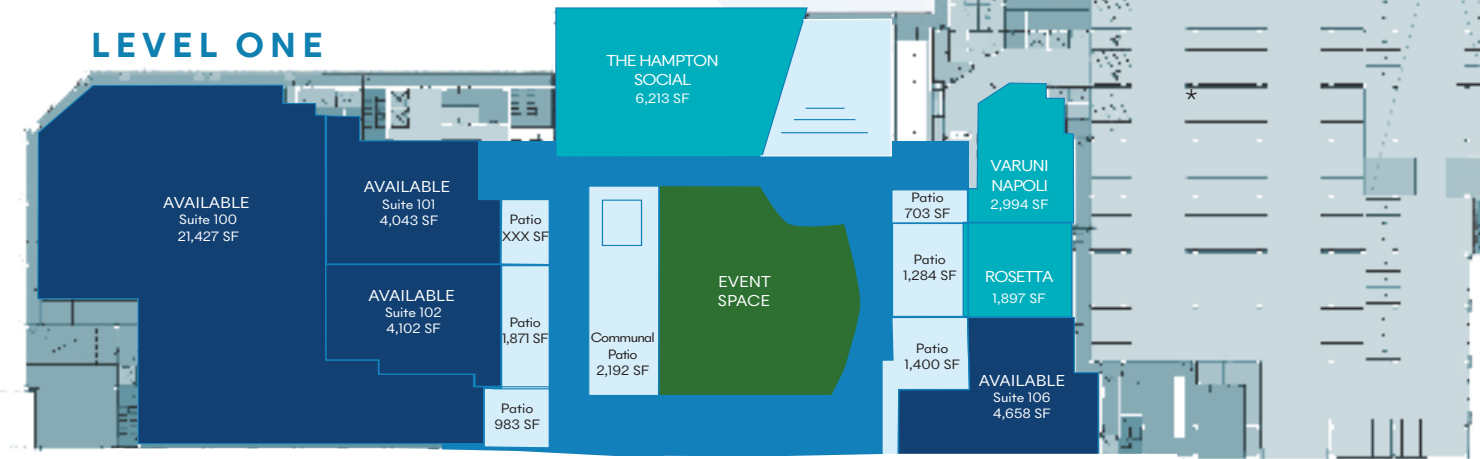 LEVEL ONE
THE HAMPTON
SOCIAL
6,213 SF
*
AVAILABLE
Suite 100
21,427 SF
AVAILABLE
Suite 101
4,043 SF
Patio
XXX SF
AVAILABLE
Suite 102
4,102 SF
Patio
1,871 SF
Patio
983 SF
Communal
Patio
2,192 SF
EVENT
SPACE
Patio
703 SF
VARUNI
NAPOLI
2,994 SF
Patio
1,284 SF
ROSETTA
1,897 SF
Patio
1,400 SF
AVAILABLE
Suite 106
4,658 SF